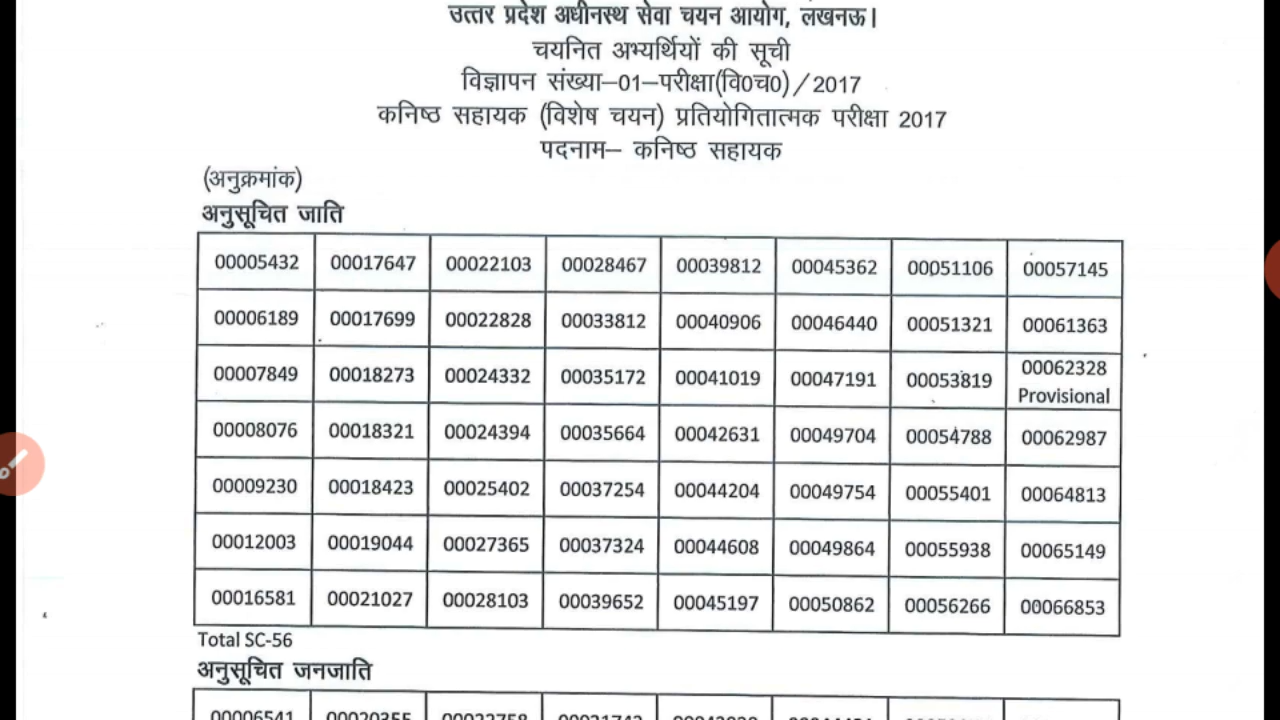 उत्तर प्रदेश अधीनस्थ सेवा चयन आयोग, लखनऊ।
चयनित अभ्यर्थियों की सूची
विज्ञापन संख्या–01–परीक्षा(वि0च0)/2017
कनिष्ठ सहायक (विशेष चयन) प्रतियोगितात्मक परीक्षा 2017
पदनाम– कनिष्ठ सहायक
(अनुक्रमांक)
अनुसूचित जाति
00005432 00017647 00022103 00028467 00039812 00045362 00051106 00057145
00006189 00017699 00022828 00033812 00040906 00046440 00051321 00061363
00007849 00018273 00024332 00035172 00041019 00047191 00053819 00062328
Provisional
00008076 00018321 00024394 00035664 00042631 00049704 00054788 00062987
00009230 00018423 00025402 00037254 00044204 00049754 00055401 00064813
00012003 00019044 00027365 00037324 00044608 00049864 00055938 00065149
00016581 00021027 00028103 00039652 00045197 00050862 00056266 00066853
Total SC-56
अनुसूचित जनजाति
00006541 00020355 00022758